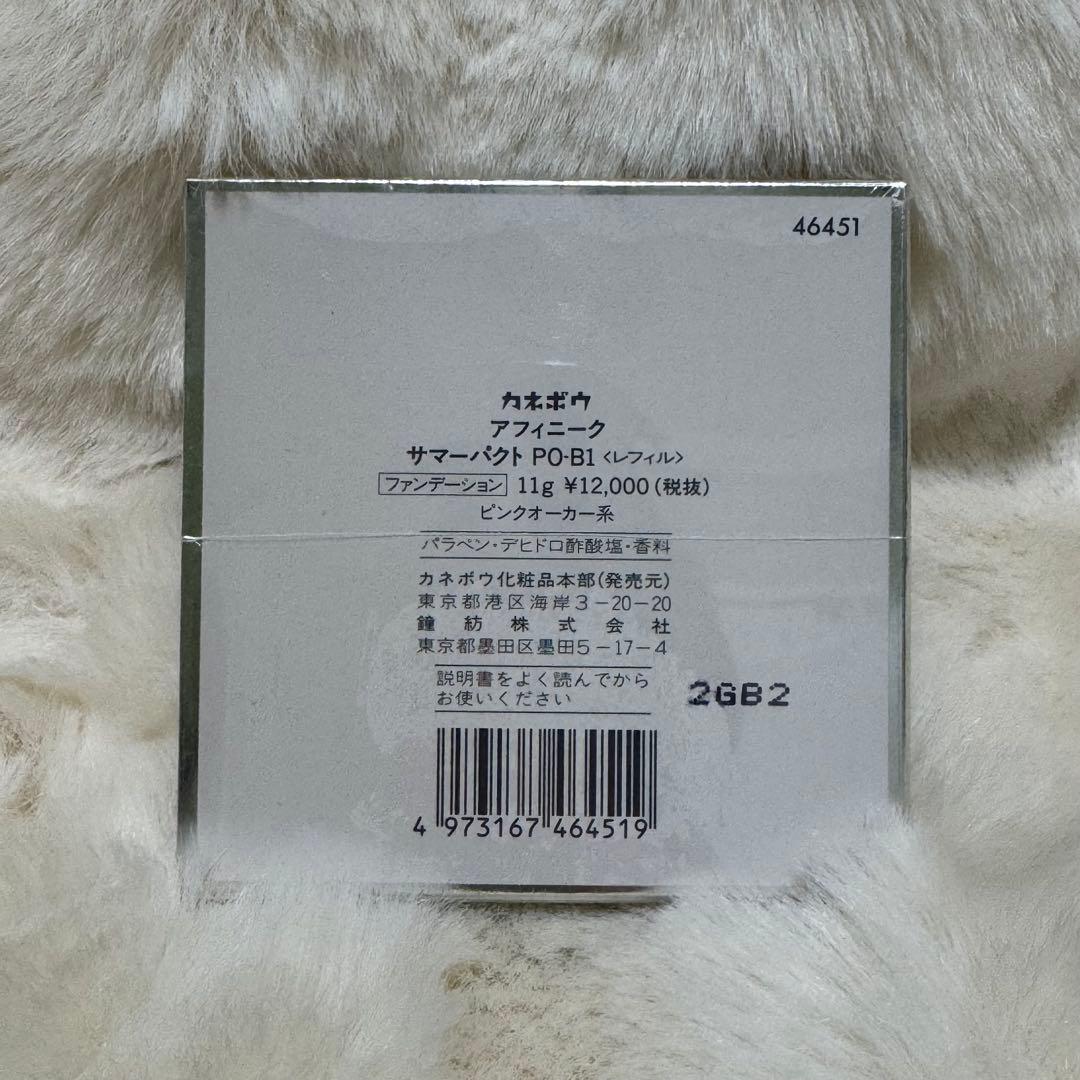 46451
カネボウ
アフィニーク
サマーパクト PO-B1 <レフィル>
ファンデーション 11g ¥12,000 (税抜)
ピンクオーカー系
パラベン・デヒドロ酢酸塩・香料
カネボウ化粧品本部(発売元)
東京都港区海岸3-20-20
鐘紡株式会社
東京都墨田区墨田5-17-4
説明書をよく読んでから
お使いください
2GB2
4 973167 464519